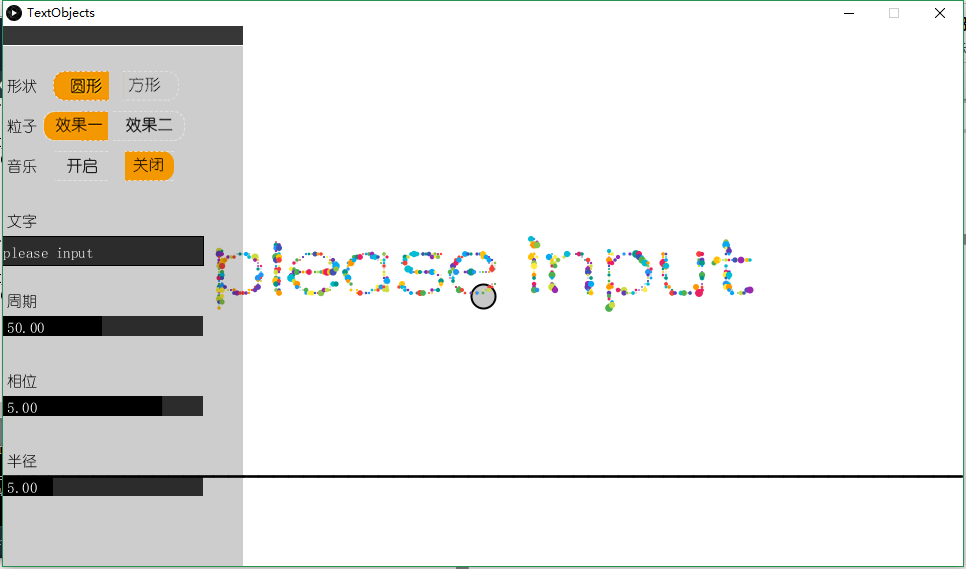 TextObjects
形状 圆形 方形
粒子 效果一 效果二
音乐 开启 关闭
文字
please input
please input
周期
50.00
相位
5.00
半径
5.00